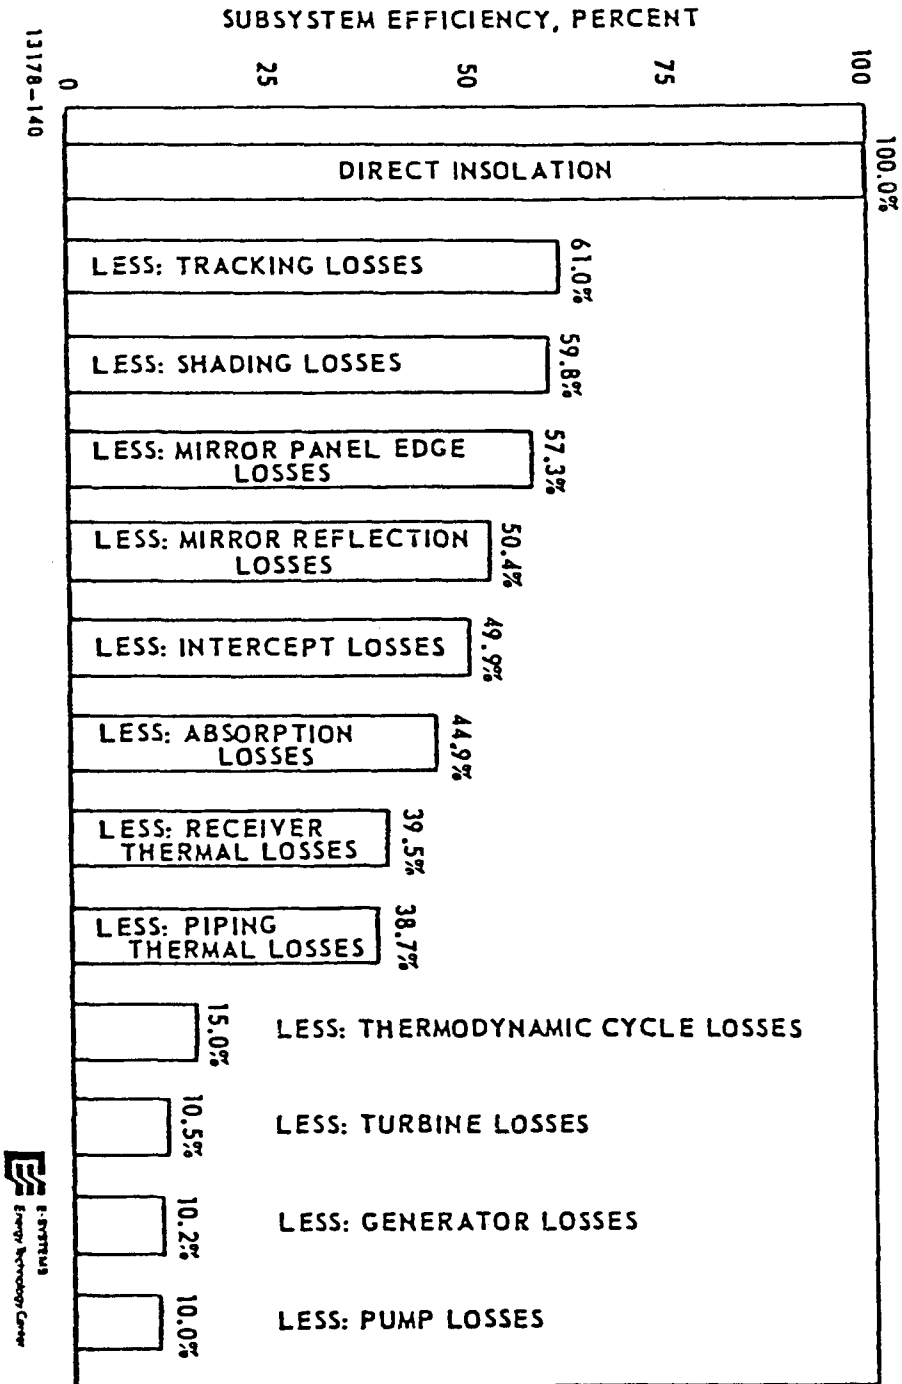 SUBSYSTEM EFFICIENCY, PERCENT
0
25
50
75
100
100.0%
DIRECT INSOLATION
61.0%
LESS: TRACKING LOSSES
59.8%
LESS: SHADING LOSSES
57.3%
LESS: MIRROR PANEL EDGE
LOSSES
50.4%
LESS: MIRROR REFLECTION
LOSSES
49.9%
LESS: INTERCEPT LOSSES
44.9%
LESS: ABSORPTION
LOSSES
39.5%
LESS: RECEIVER
THERMAL LOSSES
38.7%
LESS: PIPING
THERMAL LOSSES
15.0%
LESS: THERMODYNAMIC CYCLE LOSSES
10.5%
LESS: TURBINE LOSSES
10.2%
LESS: GENERATOR LOSSES
10.0%
LESS: PUMP LOSSES
13178-140
E-SYSTEMS
Energy Technology Center